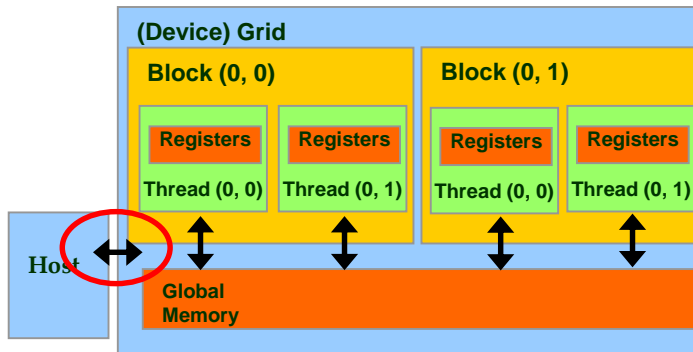 (Device) Grid
Block (0, 0)
Block (0, 1)
Registers
Registers
Registers
Registers
Thread (0, 0)
Thread (0, 1)
Thread (0, 0)
Thread (0, 1)
Host
Global
Memory